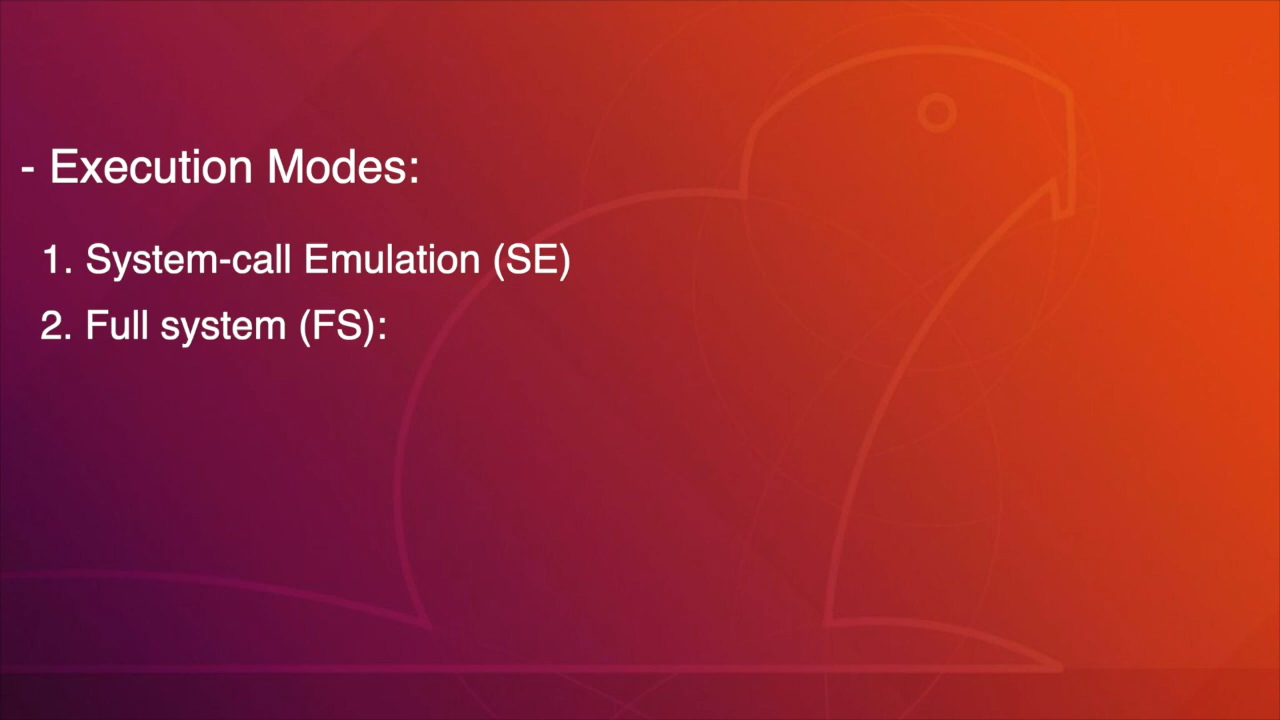 - Execution Modes:
1. System-call Emulation (SE)
2. Full system (FS):